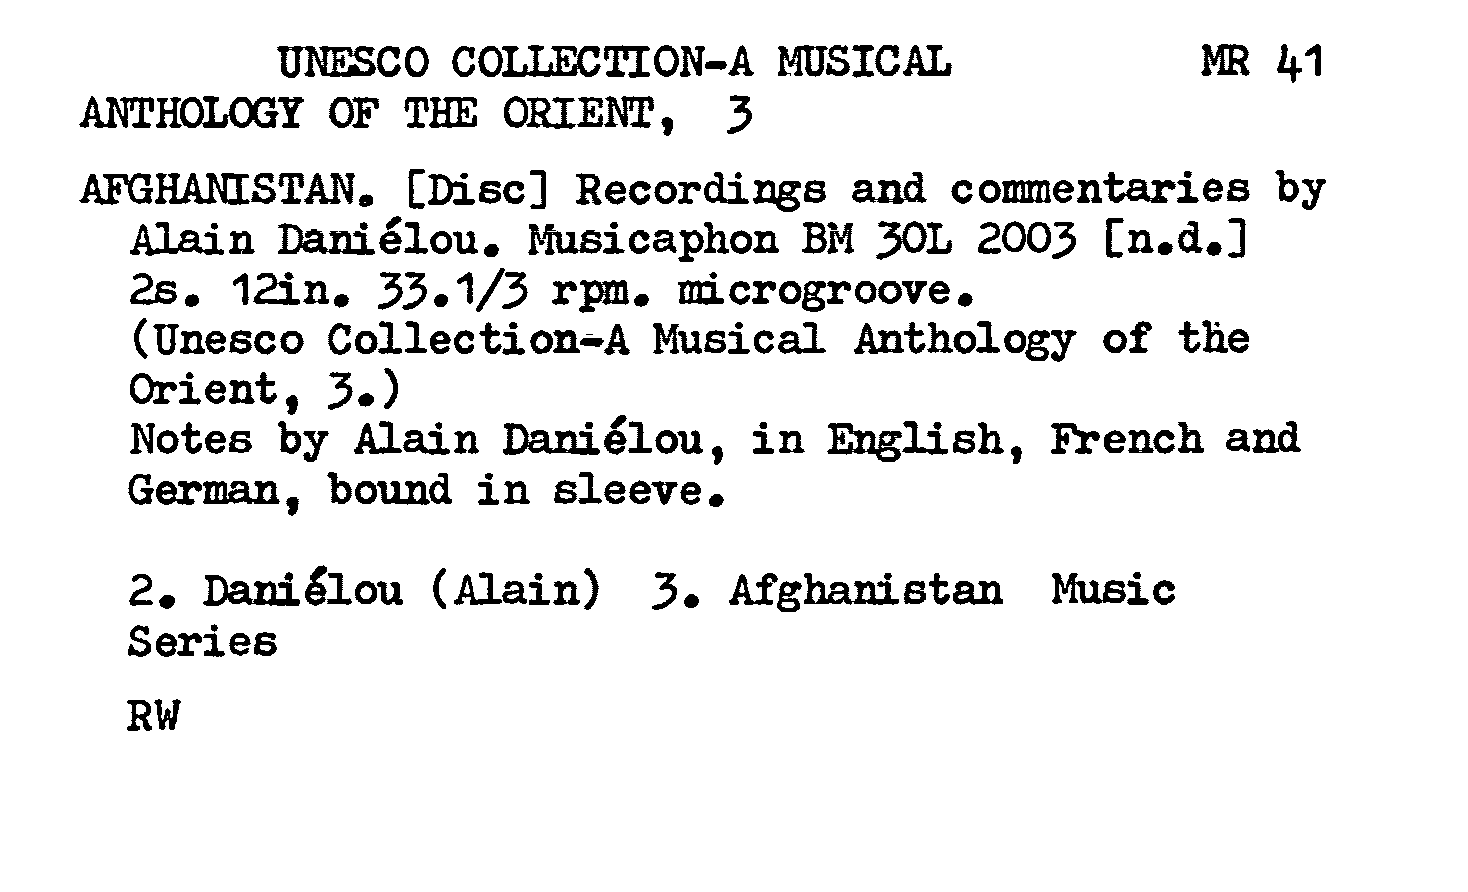 UNESCO COLLECTION-A MUSICAL MR 41
ANTHOLOGY OF THE ORIENT, 3
AFGHANISTAN. [Disc] Recordings and commentaries by
Alain Daniélou. Musicaphon BM 30L 2003 [n.d.]
2s. 12in. 33.1/3 rpm. microgroove.
(Unesco Collection-A Musical Anthology of the
Orient, 3.)
Notes by Alain Daniélou, in English, French and
German, bound in sleeve.
2. Daniélou (Alain) 3. Afghanistan Music
Series
RW